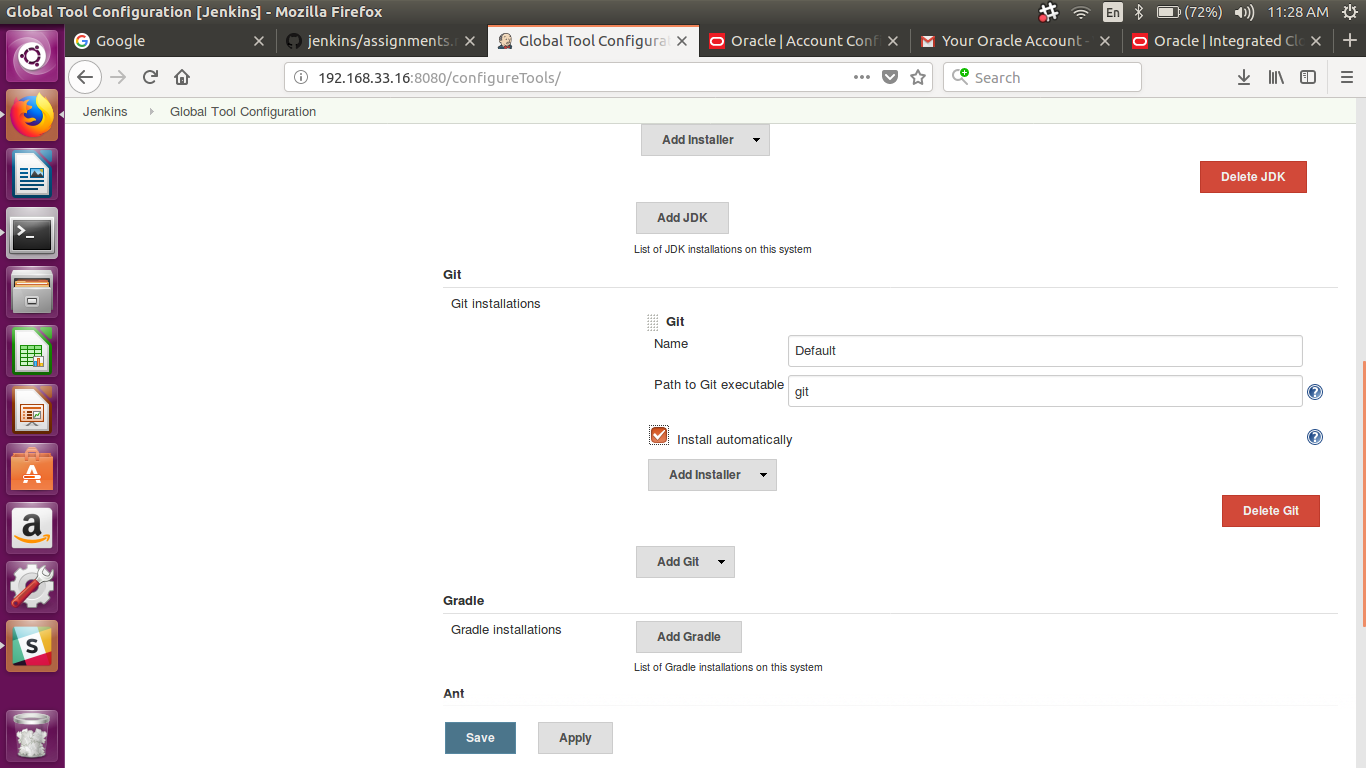 Global Tool Configuration [Jenkins] - Mozilla Firefox
En
(72%)
11:28 AM
Google
jenkins/assignments.
Global Tool Configura
Oracle | Account Conf
Your Oracle Account -
Oracle | Integrated Cl
192.168.33.16:8080/configureTools/
Search
Jenkins
Global Tool Configuration
Add Installer
Delete JDK
Add JDK
List of JDK installations on this system
Git
Git installations
Git
Name
Default
Path to Git executable
git
Install automatically
Add Installer
Delete Git
Add Git
Gradle
Gradle installations
Add Gradle
List of Gradle installations on this system
Ant
Save
Apply